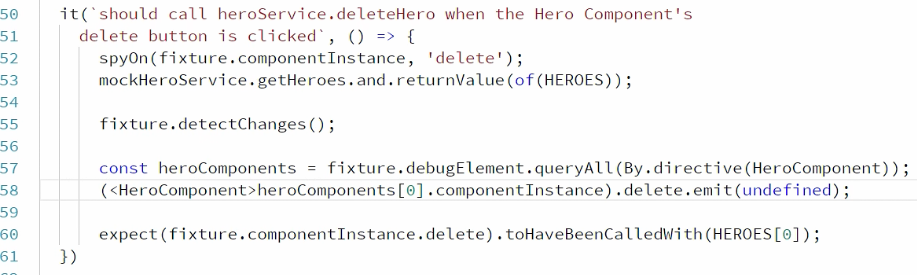 50 it(`should call heroService.deleteHero when the Hero Component's
51 delete button is clicked`, () => {
52 spyOn(fixture.componentInstance, 'delete');
53 mockHeroService.getHeroes.and.returnValue(of(HEROES));
54
55 fixture.detectChanges();
56
57 const heroComponents = fixture.debugElement.queryAll(By.directive(HeroComponent));
58 (<HeroComponent>heroComponents[0].componentInstance).delete.emit(undefined);
59
60 expect(fixture.componentInstance.delete).toHaveBeenCalledWith(HEROES[0]);
61 })